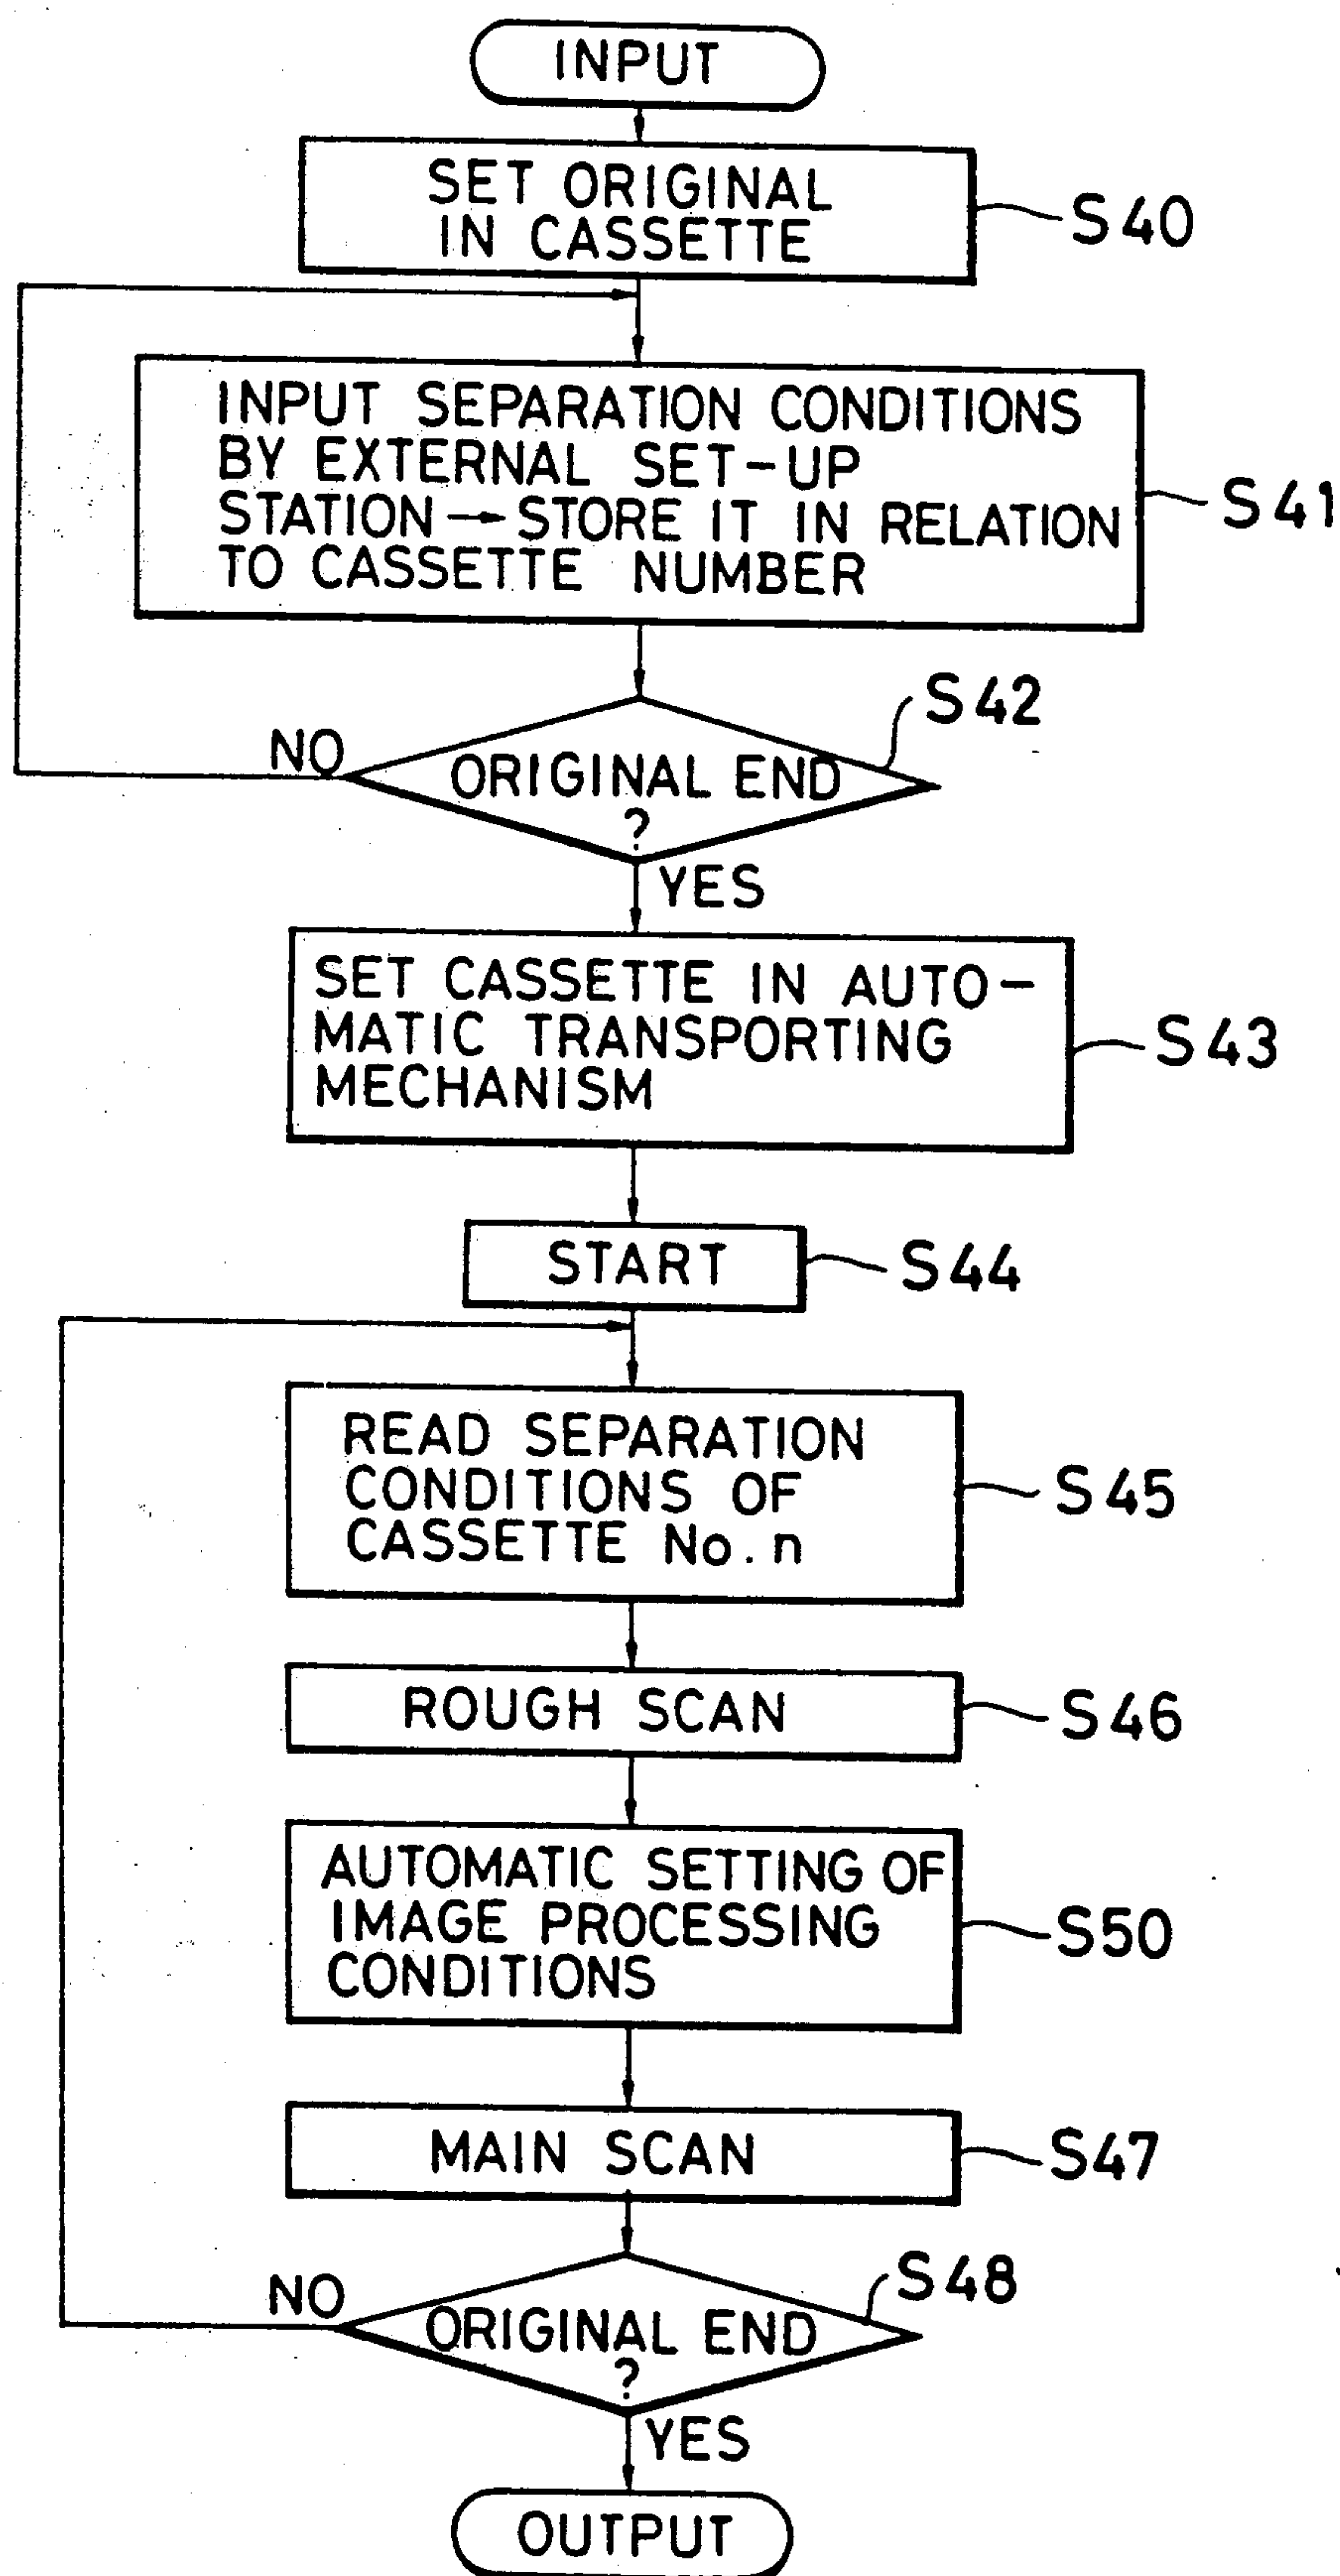 INPUT
SET ORIGINAL
IN CASSETTE
S40
INPUT SEPARATION CONDITIONS
BY EXTERNAL SET-UP
STATION → STORE IT IN RELATION
TO CASSETTE NUMBER
S41
S42
NO
ORIGINAL END
?
YES
SET CASSETTE IN AUTO-
MATIC TRANSPORTING
MECHANISM
S43
START
S44
READ SEPARATION
CONDITIONS OF
CASSETTE No. n
S45
ROUGH SCAN
S46
AUTOMATIC SETTING OF
IMAGE PROCESSING
CONDITIONS
S50
MAIN SCAN
S47
S48
NO
ORIGINAL END
?
YES
OUTPUT